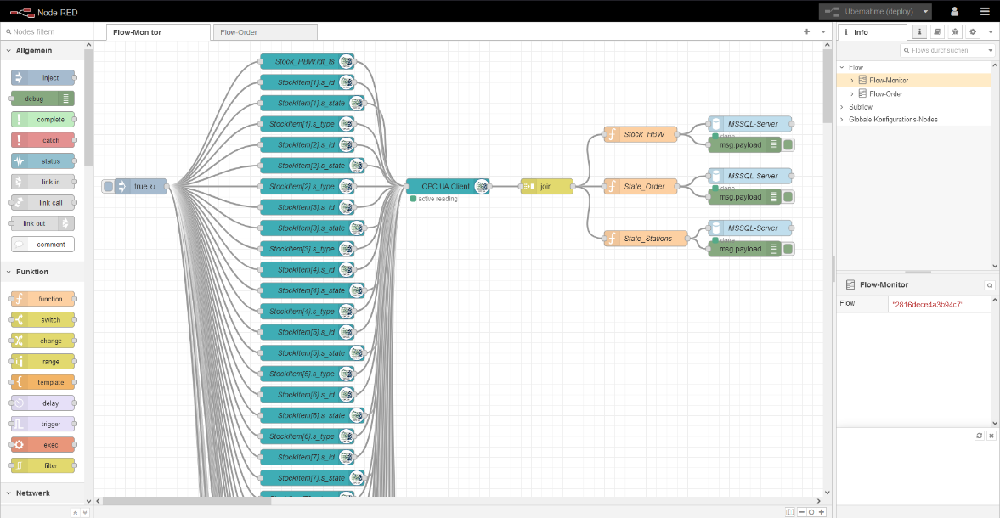 Node-RED
Übernahme (deploy)
Nodes filtern
Flow-Monitor
Flow-Order
i Info
i
Flows durchsuchen
Allgemein
inject
debug
complete
catch
status
link in
link call
link out
comment
Funktion
function
switch
change
range
template
delay
trigger
exec
filter
Netzwerk
true ↻
Stock_HBW.ldt_ts
StockItem[1].s_id
StockItem[1].s_state
StockItem[1].s_type
StockItem[2].s_id
StockItem[2].s_state
StockItem[2].s_type
StockItem[3].s_id
StockItem[3].s_state
StockItem[3].s_type
StockItem[4].s_id
StockItem[4].s_state
StockItem[4].s_type
StockItem[5].s_id
StockItem[5].s_state
StockItem[5].s_type
StockItem[6].s_id
StockItem[6].s_state
StockItem[6].s_type
StockItem[7].s_id
StockItem[7].s_state
OPC UA Client
active reading
join
Stock_HBW
MSSQL-Server
done
msg.payload
State_Order
MSSQL-Server
done
msg.payload
State_Stations
MSSQL-Server
done
msg.payload
Flow
Flow-Monitor
Flow-Order
Subflow
Globale Konfigurations-Nodes
Flow-Monitor
Flow
"2816dece4a3b94c7"